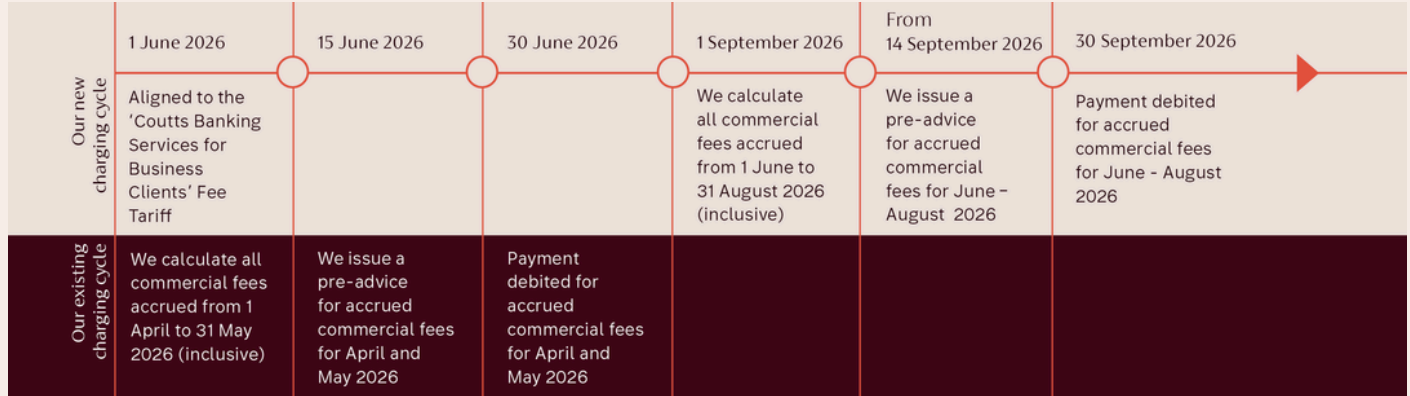 1 June 2026
15 June 2026
30 June 2026
1 September 2026
From
14 September 2026
30 September 2026
Our new
charging cycle
Aligned to the
‘Coutts Banking
Services for
Business
Clients’ Fee
Tariff
We calculate
all commercial
fees accrued
from 1 June to
31 August 2026
(inclusive)
We issue a
pre-advice
for accrued
commercial
fees for June –
August 2026
Payment debited
for accrued
commercial fees
for June - August
2026
Our existing
charging cycle
We calculate all
commercial fees
accrued from 1
April to 31 May
2026 (inclusive)
We issue a
pre-advice
for accrued
commercial fees
for April and
May 2026
Payment
debited for
accrued
commercial fees
for April and
May 2026